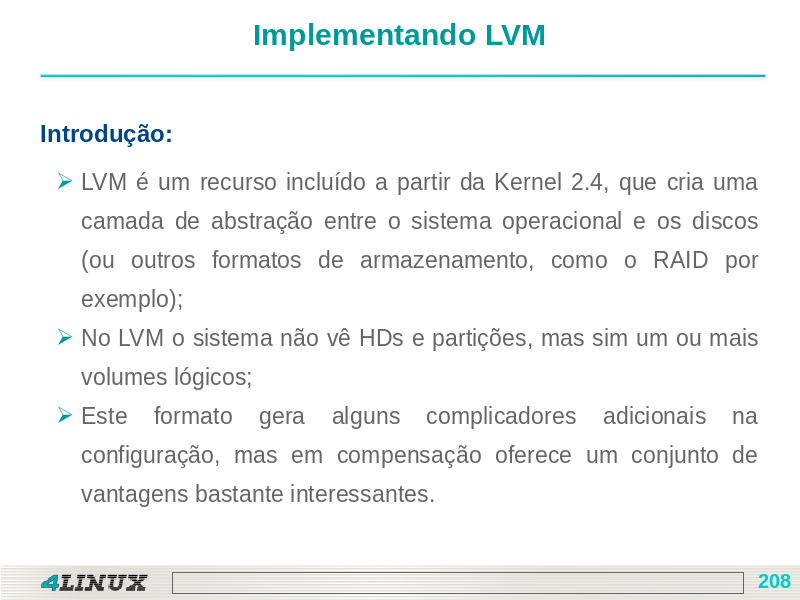 Implementando LVM
Introdução:
LVM é um recurso incluído a partir da Kernel 2.4, que cria uma
camada de abstração entre o sistema operacional e os discos
(ou outros formatos de armazenamento, como o RAID por
exemplo);
No LVM o sistema não vê HDs e partições, mas sim um ou mais
volumes lógicos;
Este formato gera alguns complicadores adicionais na
configuração, mas em compensação oferece um conjunto de
vantagens bastante interessantes.
4LINUX
208